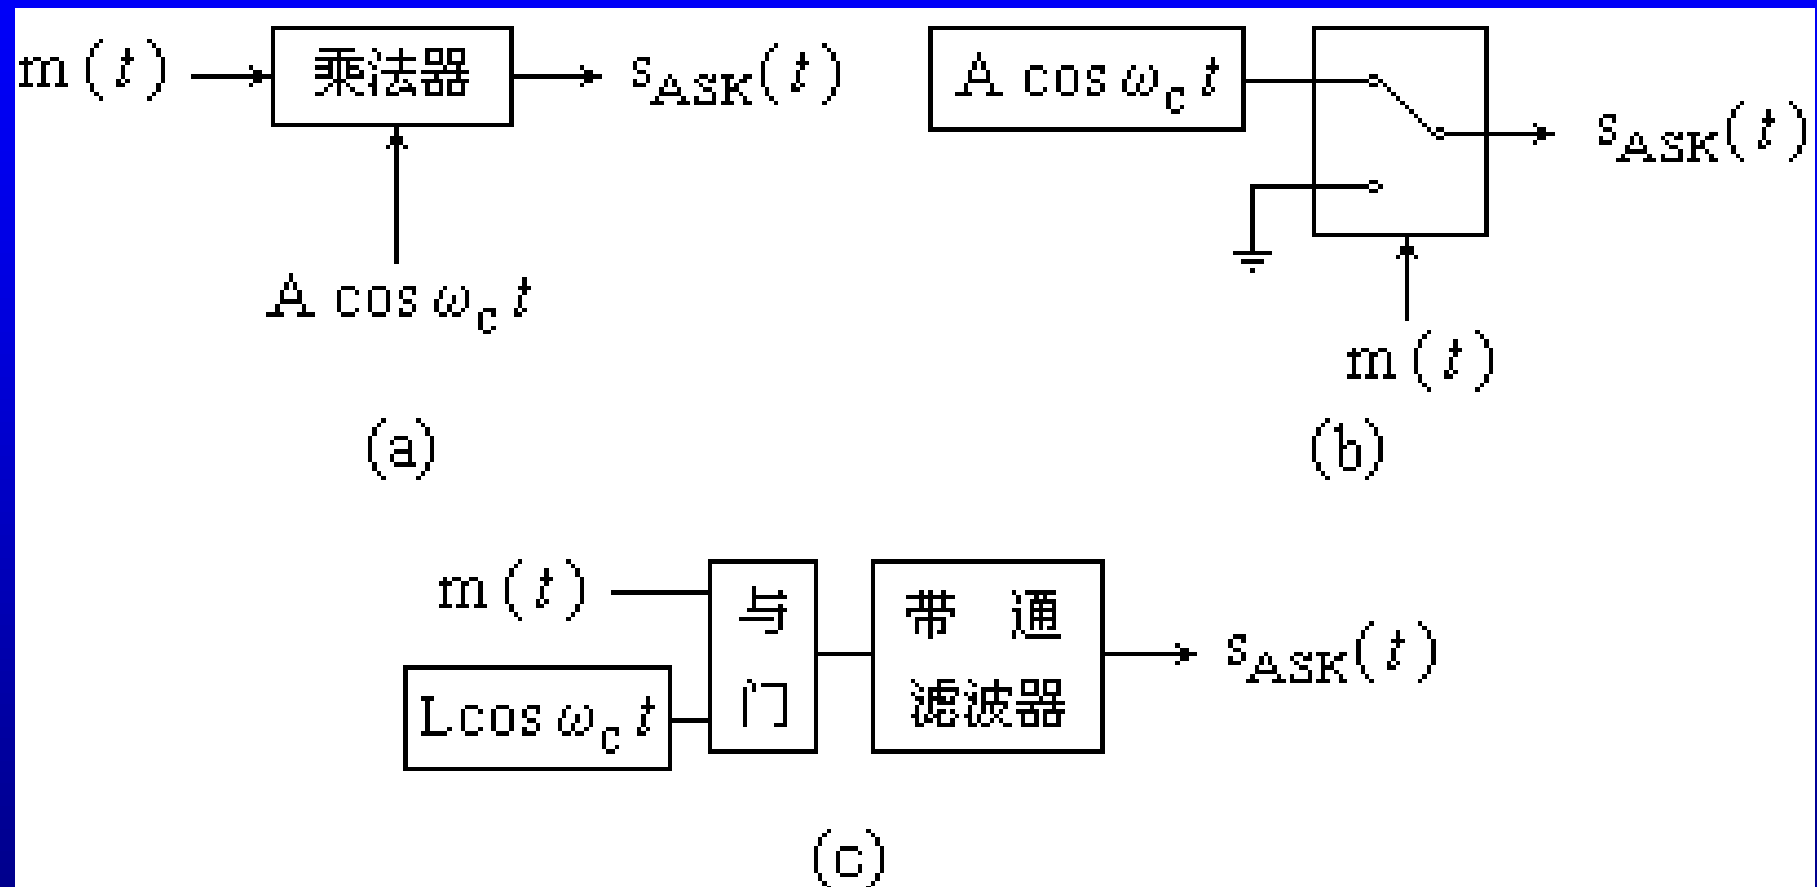 m(t)
乘法器
s_ASK(t)
A cos ω_c t
(a)
A cos ω_c t
s_ASK(t)
m(t)
(b)
m(t)
与门
带通
滤波器
s_ASK(t)
Lcos ω_c t
(c)